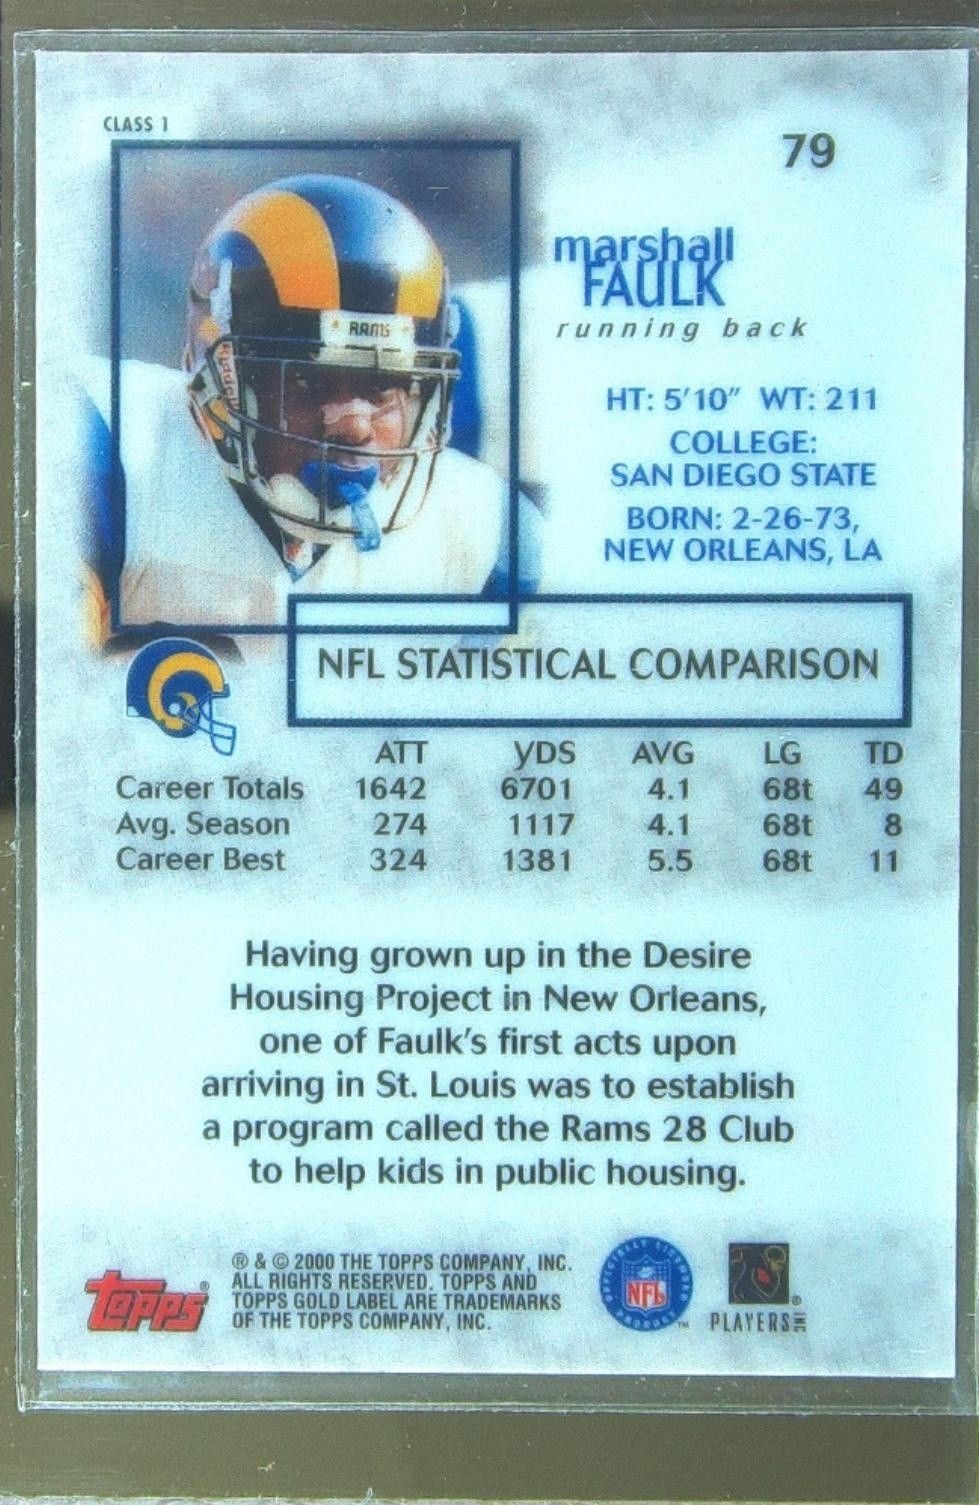 CLASS 1
79
marshall
FAULK
running back
RAMS
Riddell
HT: 5'10" WT: 211
COLLEGE:
SAN DIEGO STATE
BORN: 2-26-73,
NEW ORLEANS, LA
NFL STATISTICAL COMPARISON
ATT YDS AVG LG TD
Career Totals 1642 6701 4.1 68t 49
Avg. Season 274 1117 4.1 68t 8
Career Best 324 1381 5.5 68t 11
Having grown up in the Desire
Housing Project in New Orleans,
one of Faulk's first acts upon
arriving in St. Louis was to establish
a program called the Rams 28 Club
to help kids in public housing.
Topps®
® & © 2000 THE TOPPS COMPANY, INC.
ALL RIGHTS RESERVED. TOPPS AND
TOPPS GOLD LABEL ARE TRADEMARKS
OF THE TOPPS COMPANY, INC.
OFFICIALLY LICENSED
NFL
PRODUCT
™
PLAYERS INC ®